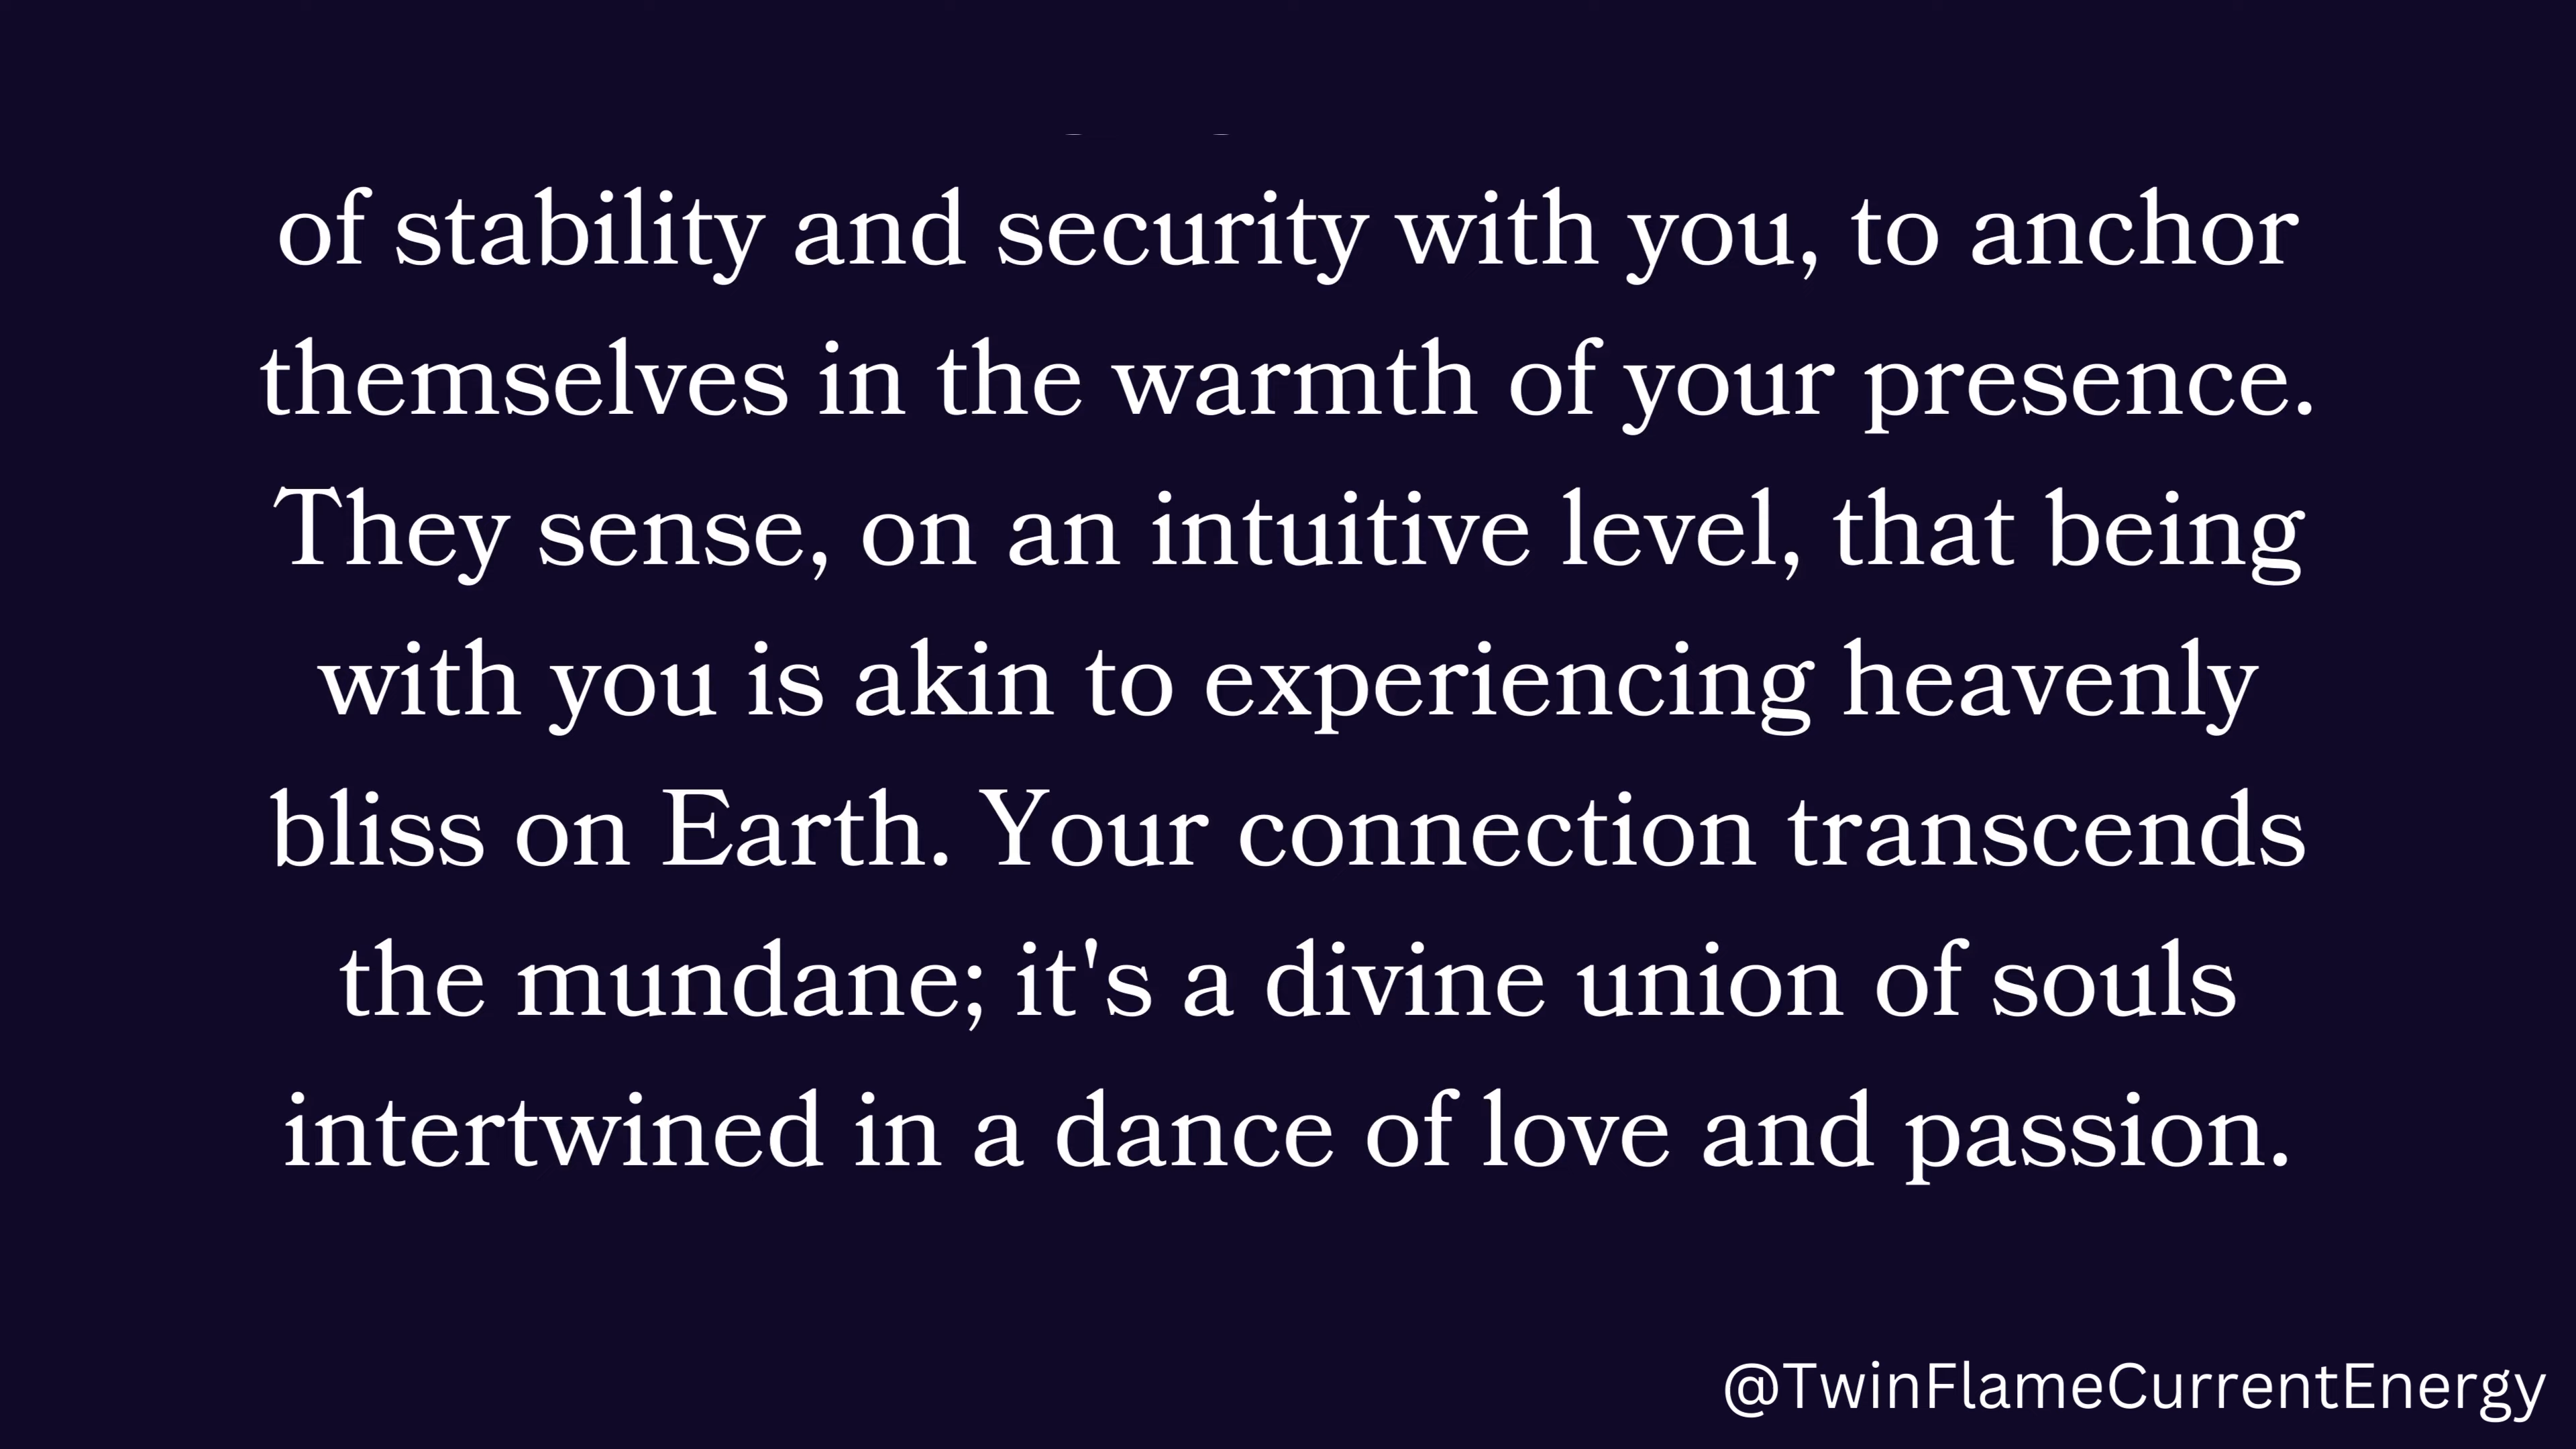 of stability and security with you, to anchor
themselves in the warmth of your presence.
They sense, on an intuitive level, that being
with you is akin to experiencing heavenly
bliss on Earth. Your connection transcends
the mundane; it's a divine union of souls
intertwined in a dance of love and passion.
@TwinFlameCurrentEnergy